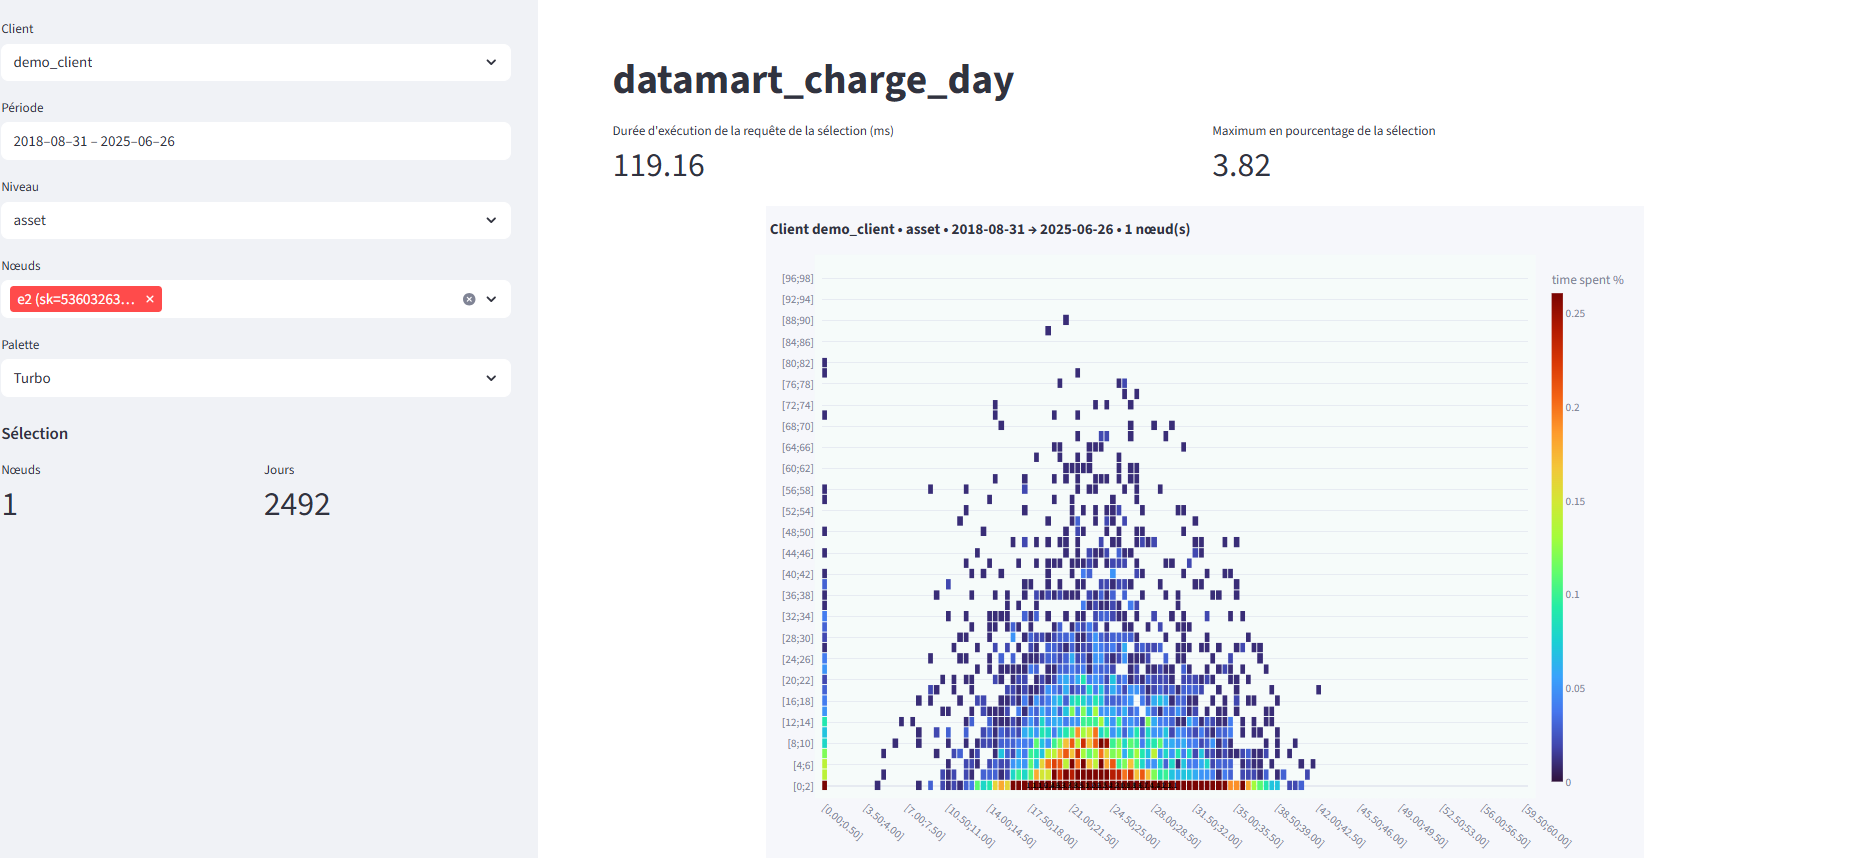 Client
demo_client
Période
2018–08–31 – 2025–06–26
Niveau
asset
Nœuds
e2 (sk=53603263...
Palette
Turbo
Sélection
Nœuds
Jours
1
2492
datamart_charge_day
Durée d'exécution de la requête de la sélection (ms)
Maximum en pourcentage de la sélection
119.16
3.82
Client demo_client • asset • 2018-08-31 → 2025-06-26 • 1 nœud(s)
[96;98]
[92;94]
[88;90]
[84;86]
[80;82]
[76;78]
[72;74]
[68;70]
[64;66]
[60;62]
[56;58]
[52;54]
[48;50]
[44;46]
[40;42]
[36;38]
[32;34]
[28;30]
[24;26]
[20;22]
[16;18]
[12;14]
[8;10]
[4;6]
[0;2]
[0.00;0.50]
[3.50;4.00]
[7.00;7.50]
[10.50;11.00]
[14.00;14.50]
[17.50;18.00]
[21.00;21.50]
[24.50;25.00]
[28.00;28.50]
[31.50;32.00]
[35.00;35.50]
[38.50;39.00]
[42.00;42.50]
[45.50;46.00]
[49.00;49.50]
[52.50;53.00]
[56.00;56.50]
[59.50;60.00]
time spent %
0.25
0.2
0.15
0.1
0.05
0